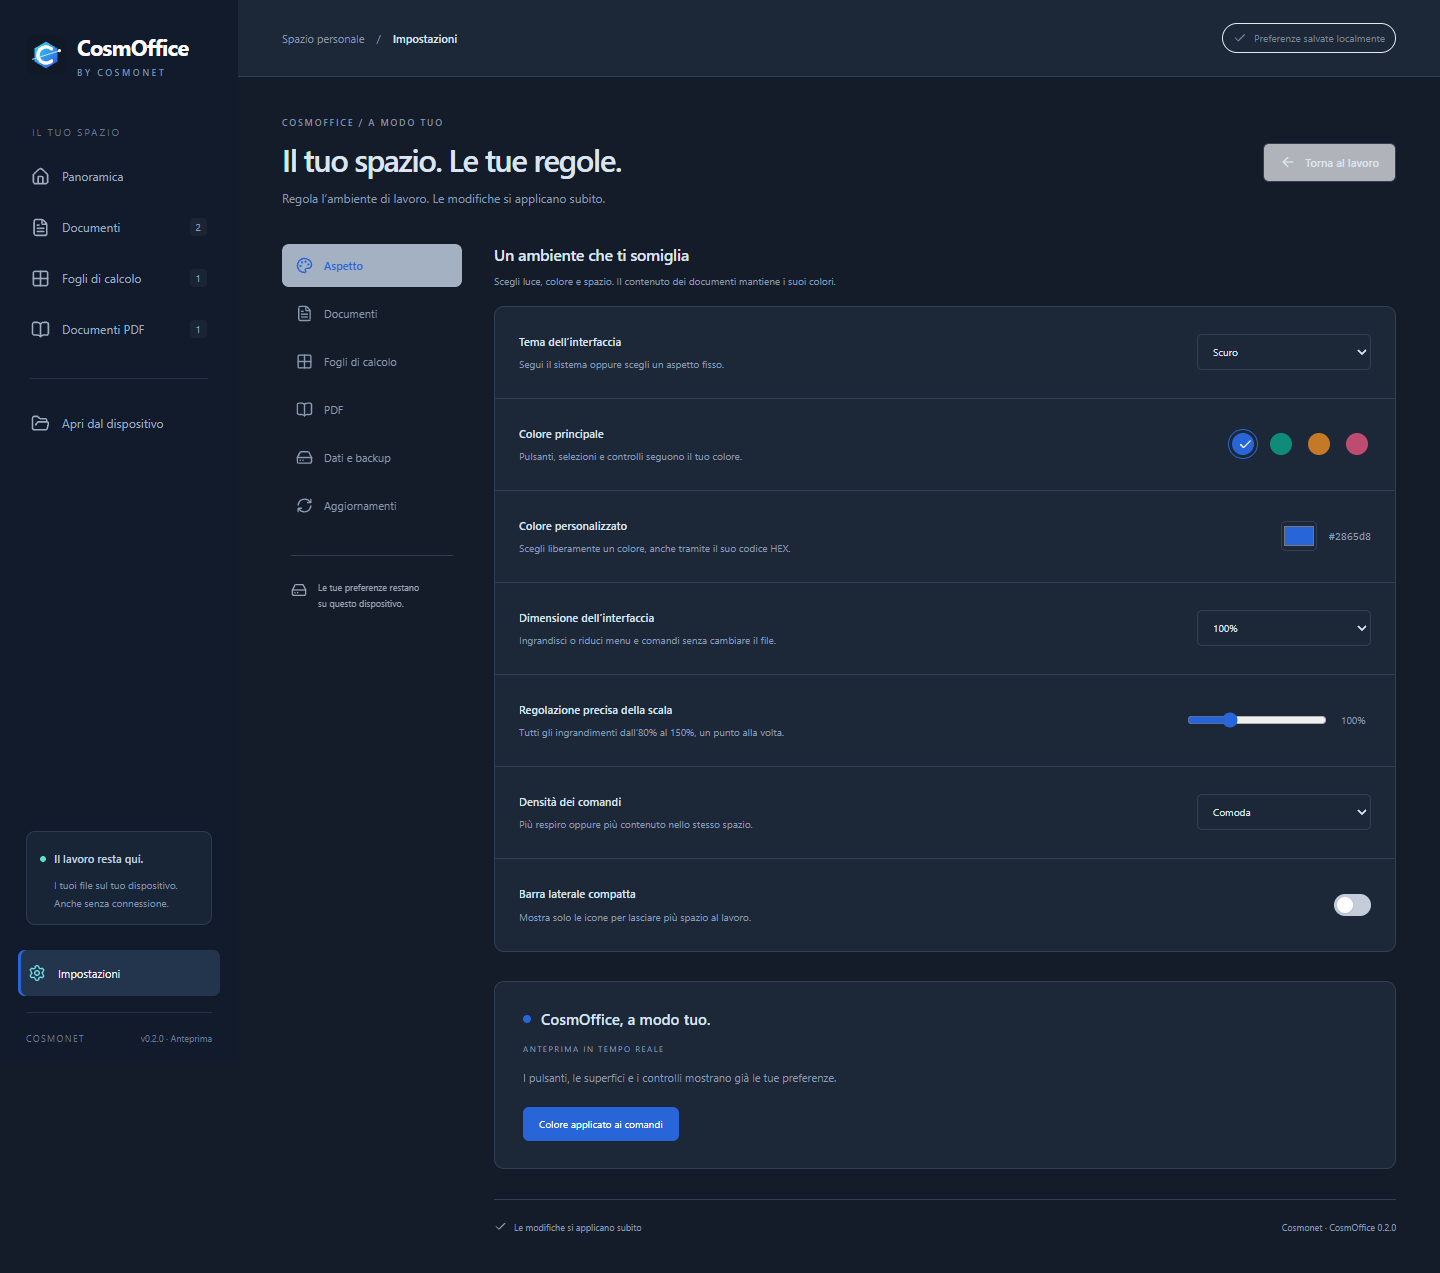 CosmOffice
BY COSMONET
IL TUO SPAZIO
Panoramica
Documenti 2
Fogli di calcolo 1
Documenti PDF 1
Apri dal dispositivo
Il lavoro resta qui.
I tuoi file sul tuo dispositivo.
Anche senza connessione.
Impostazioni
COSMONET v0.2.0 · Anteprima
Spazio personale / Impostazioni
Preferenze salvate localmente
COSMOFFICE / A MODO TUO
Il tuo spazio. Le tue regole.
Regola l'ambiente di lavoro. Le modifiche si applicano subito.
Torna al lavoro
Aspetto
Documenti
Fogli di calcolo
PDF
Dati e backup
Aggiornamenti
Le tue preferenze restano
su questo dispositivo.
Un ambiente che ti somiglia
Scegli luce, colore e spazio. Il contenuto dei documenti mantiene i suoi colori.
Tema dell'interfaccia
Segui il sistema oppure scegli un aspetto fisso.
Scuro
Colore principale
Pulsanti, selezioni e controlli seguono il tuo colore.
Colore personalizzato
Scegli liberamente un colore, anche tramite il suo codice HEX.
#2865d8
Dimensione dell'interfaccia
Ingrandisci o riduci menu e comandi senza cambiare il file.
100%
Regolazione precisa della scala
Tutti gli ingrandimenti dall'80% al 150%, un punto alla volta.
100%
Densità dei comandi
Più respiro oppure più contenuto nello stesso spazio.
Comoda
Barra laterale compatta
Mostra solo le icone per lasciare più spazio al lavoro.
CosmOffice, a modo tuo.
ANTEPRIMA IN TEMPO REALE
I pulsanti, le superfici e i controlli mostrano già le tue preferenze.
Colore applicato ai comandi
Le modifiche si applicano subito
Cosmonet · CosmOffice 0.2.0